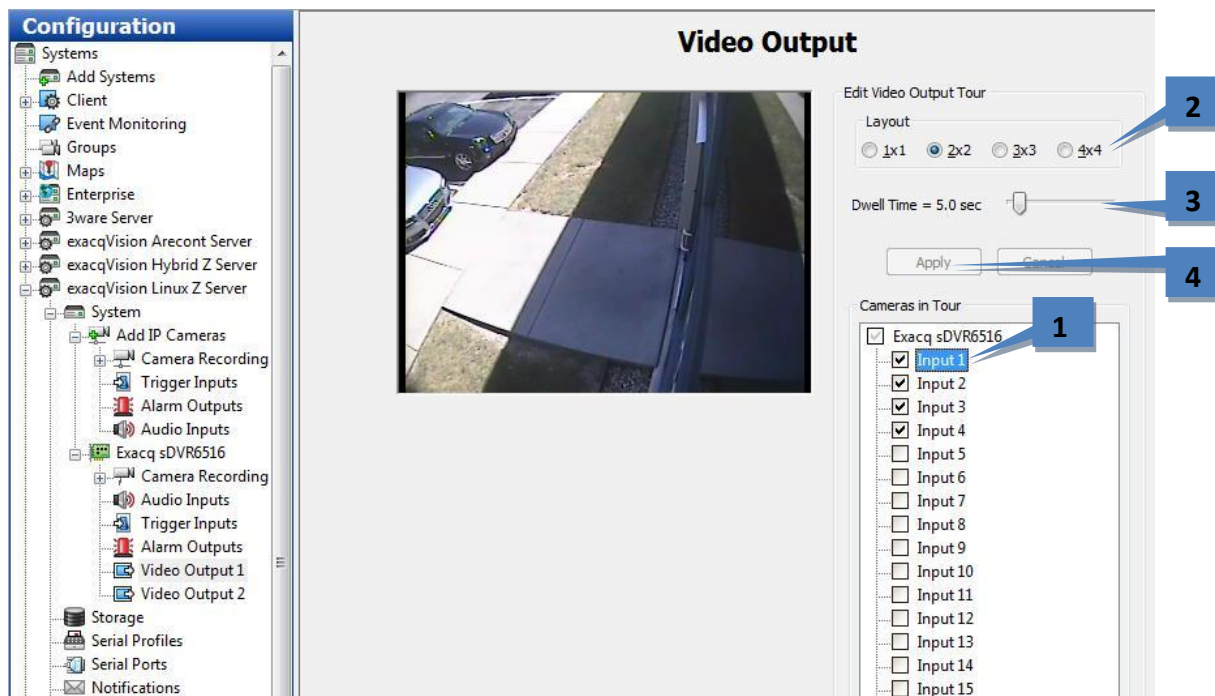 Configuration
Systems
Add Systems
Client
Event Monitoring
Groups
Maps
Enterprise
3ware Server
exacqVision Arecont Server
exacqVision Hybrid Z Server
exacqVision Linux Z Server
System
Add IP Cameras
Camera Recording
Trigger Inputs
Alarm Outputs
Audio Inputs
Exacq sDVR6516
Camera Recording
Audio Inputs
Trigger Inputs
Alarm Outputs
Video Output 1
Video Output 2
Storage
Serial Profiles
Serial Ports
Notifications
Video Output
Edit Video Output Tour
Layout
1x1 2x2 3x3 4x4
2
Dwell Time = 5.0 sec
3
Apply Cancel
4
Cameras in Tour
1
Exacq sDVR6516
Input 1
Input 2
Input 3
Input 4
Input 5
Input 6
Input 7
Input 8
Input 9
Input 10
Input 11
Input 12
Input 13
Input 14
Input 15